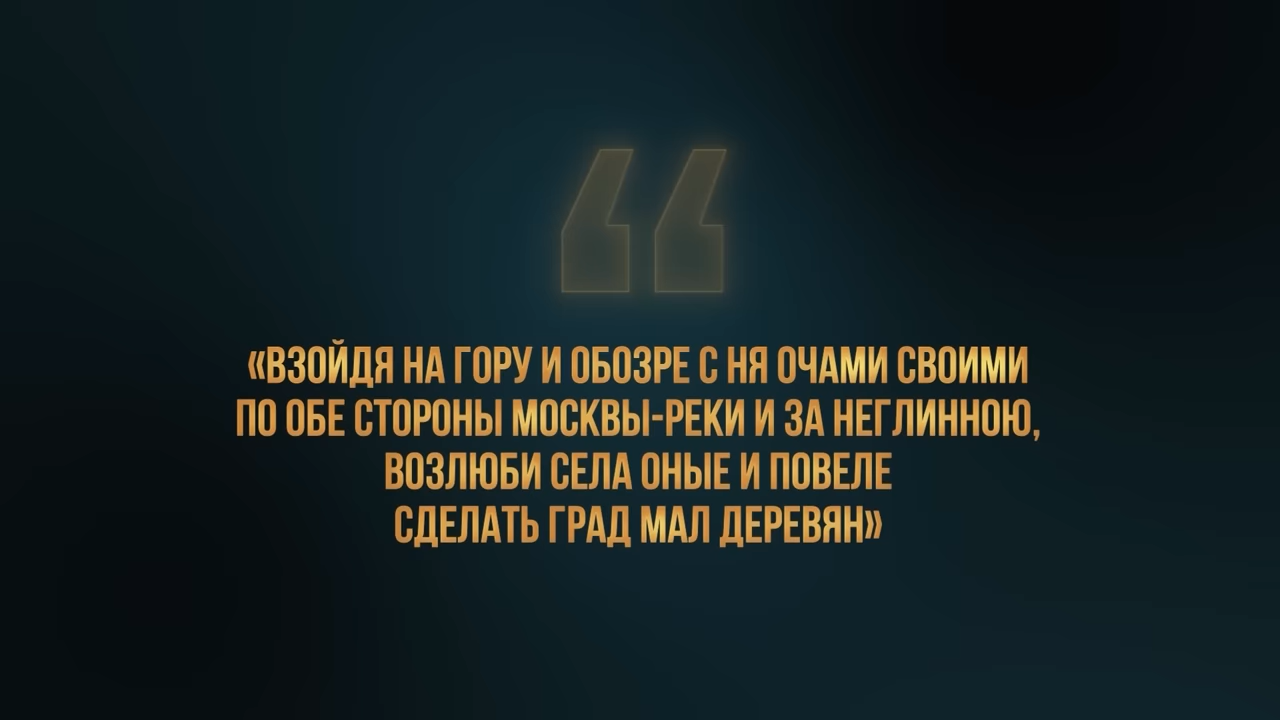 «ВЗОЙДЯ НА ГОРУ И ОБОЗРЕ С НЯ ОЧАМИ СВОИМИ
ПО ОБЕ СТОРОНЫ МОСКВЫ-РЕКИ И ЗА НЕГЛИННОЮ,
ВОЗЛЮБИ СЕЛА ОНЫЕ И ПОВЕЛЕ
СДЕЛАТЬ ГРАД МАЛ ДЕРЕВЯН»